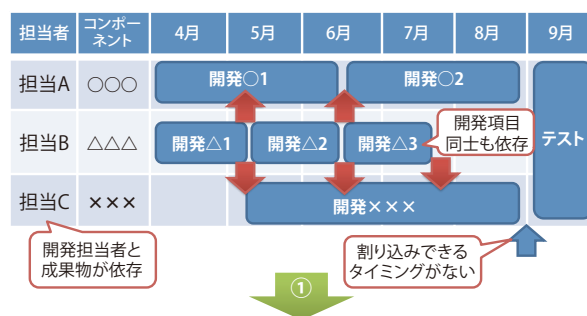 担当者 コンポーネント 4月 5月 6月 7月 8月 9月
担当A ○○○ 開発○1 開発○2
担当B △△△ 開発△1 開発△2 開発△3
開発項目
同士も依存
テスト
担当C ××× 開発×××
開発担当者と
成果物が依存
割り込みできる
タイミングがない
①